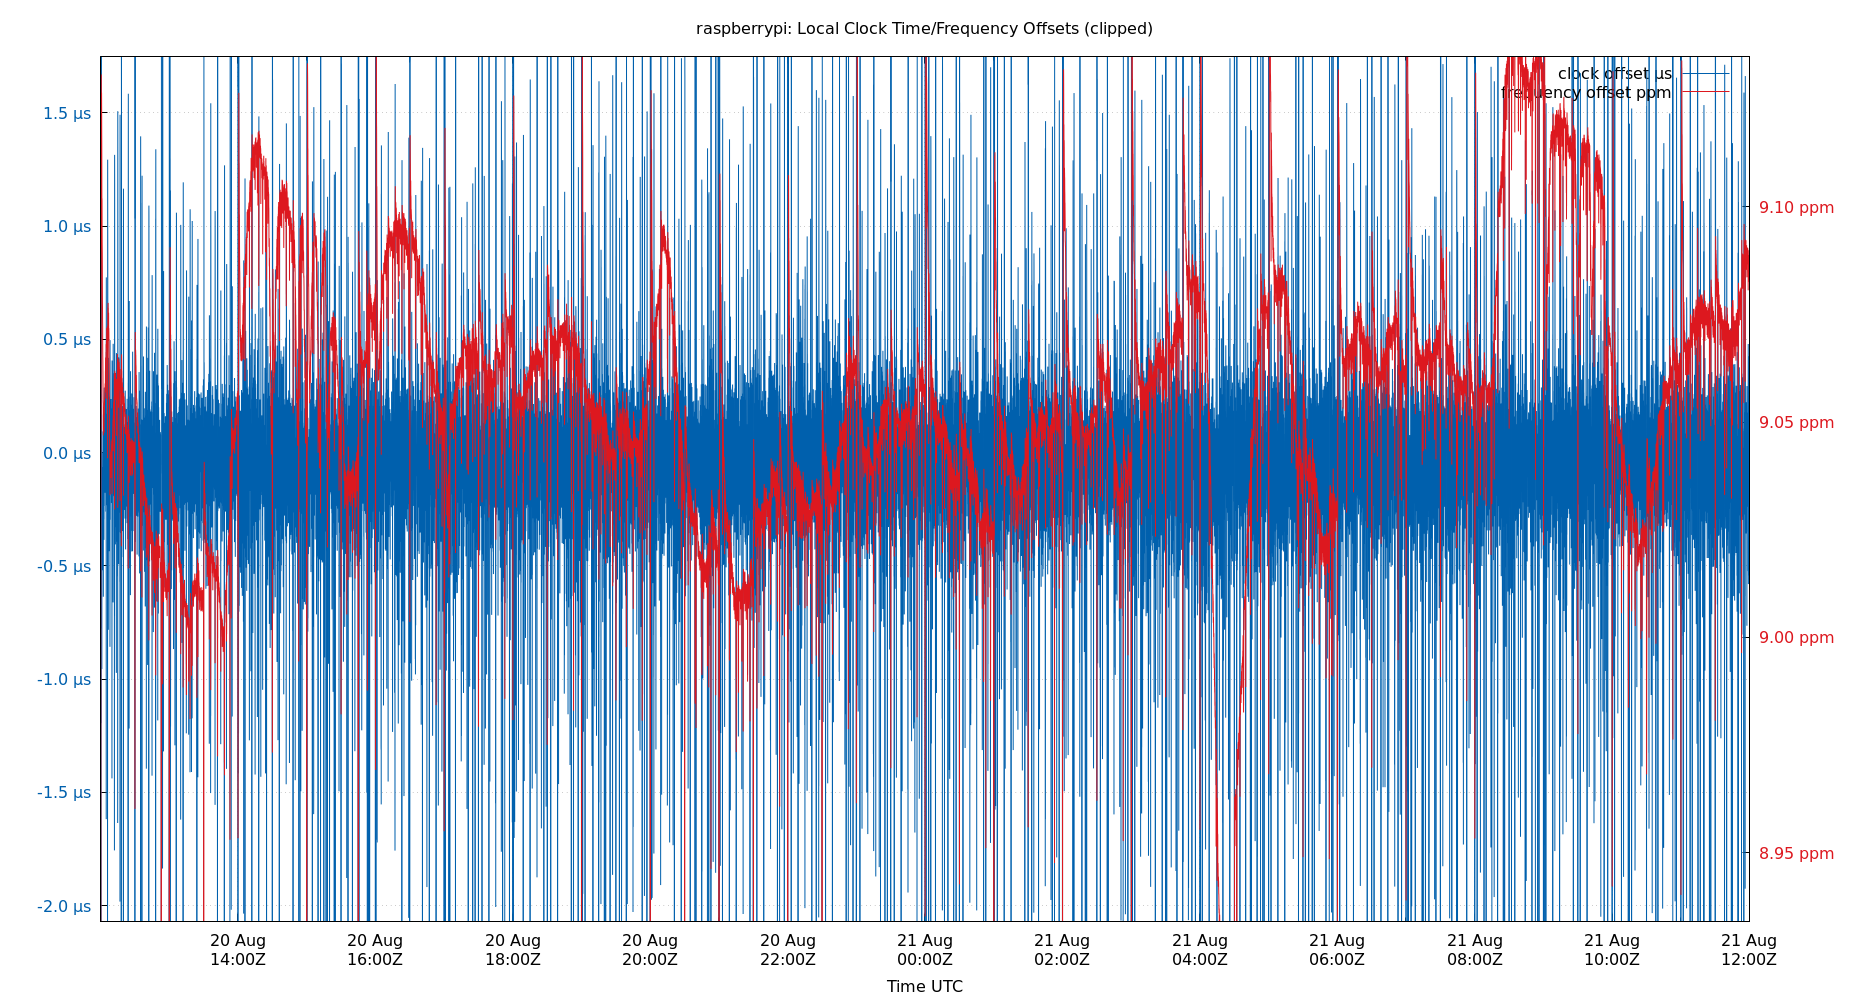 raspberrypi: Local Clock Time/Frequency Offsets (clipped)
clock offset µs
frequency offset ppm
1.5 µs
1.0 µs
0.5 µs
0.0 µs
-0.5 µs
-1.0 µs
-1.5 µs
-2.0 µs
9.10 ppm
9.05 ppm
9.00 ppm
8.95 ppm
20 Aug 20 Aug 20 Aug 20 Aug 20 Aug 21 Aug 21 Aug 21 Aug 21 Aug 21 Aug 21 Aug 21 Aug
14:00Z 16:00Z 18:00Z 20:00Z 22:00Z 00:00Z 02:00Z 04:00Z 06:00Z 08:00Z 10:00Z 12:00Z
Time UTC